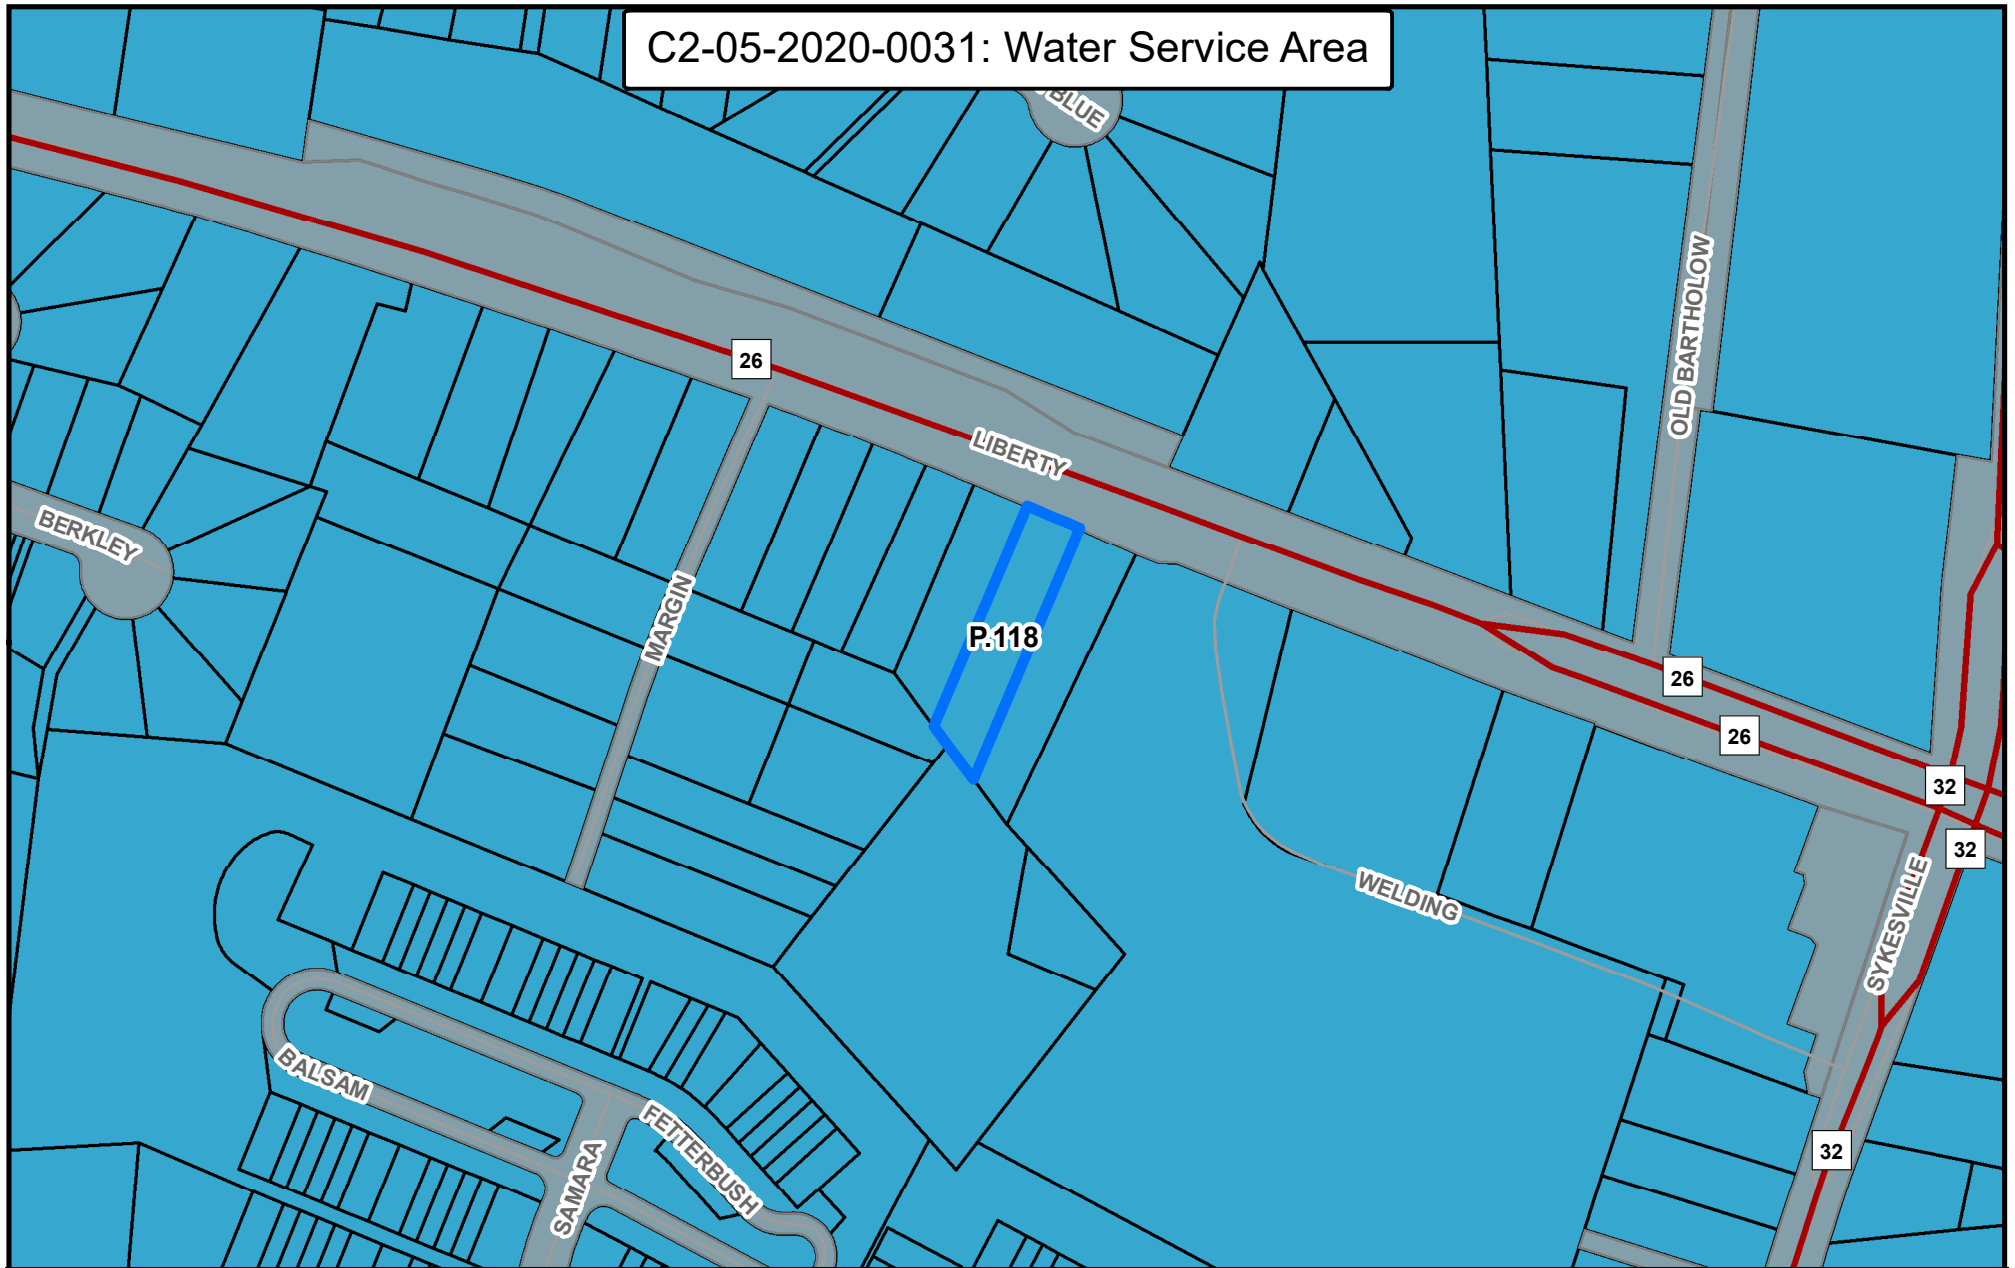 C2-05-2020-0031: Water Service Area
BLUE
OLD BARTHOLOW
26
LIBERTY
BERKLEY
MARGIN
P.118
26
26
32
32
WELDING
SYKESVILLE
BALSAM
FETTERBUSH
SAMARA
32